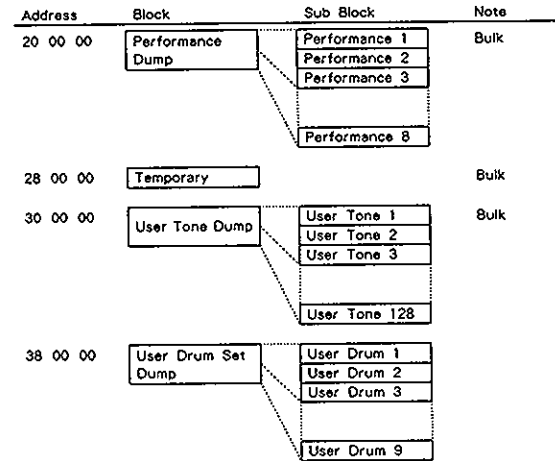 Address Block Sub Block Note
20 00 00 Performance Dump Performance 1 Bulk
Performance 2
Performance 3
Performance 8
28 00 00 Temporary Bulk
30 00 00 User Tone Dump User Tone 1 Bulk
User Tone 2
User Tone 3
User Tone 128
38 00 00 User Drum Set Dump User Drum 1
User Drum 2
User Drum 3
User Drum 9